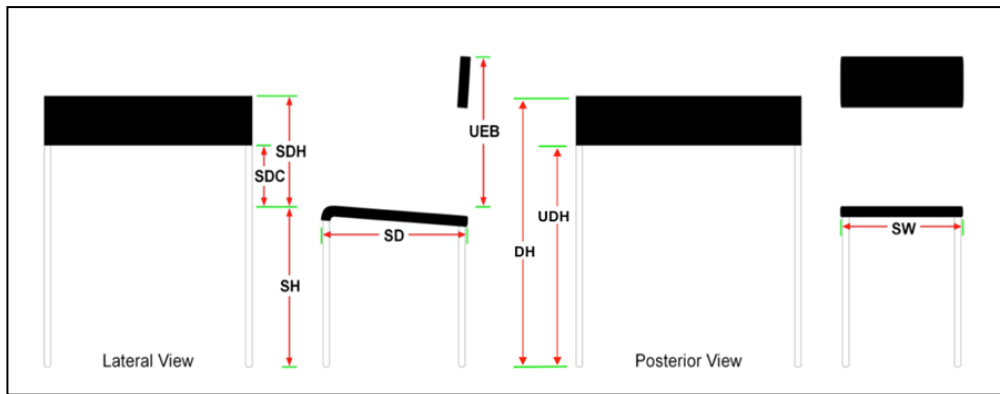 UEB
SDH
SDC
SD
UDH
SW
DH
SH
Lateral View
Posterior View